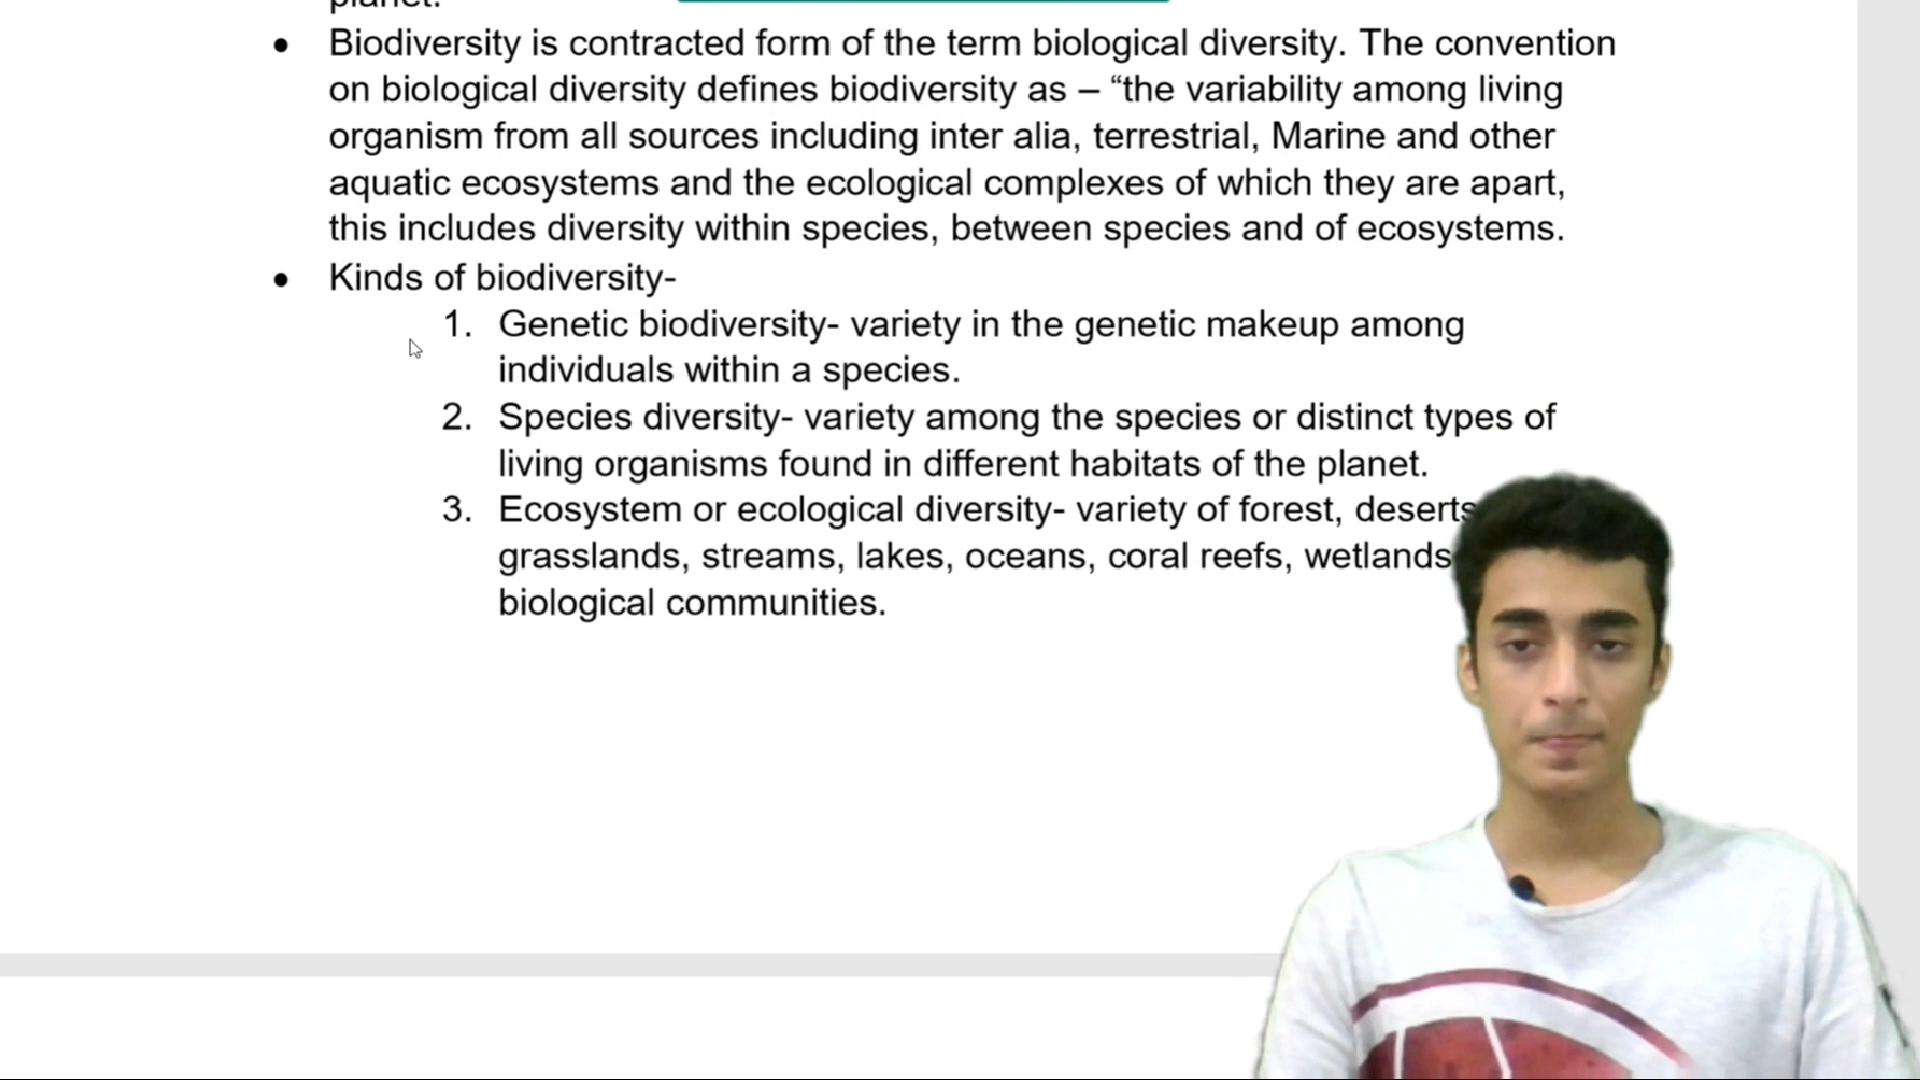 planet.
• Biodiversity is contracted form of the term biological diversity. The convention
on biological diversity defines biodiversity as – “the variability among living
organism from all sources including inter alia, terrestrial, Marine and other
aquatic ecosystems and the ecological complexes of which they are apart,
this includes diversity within species, between species and of ecosystems.
• Kinds of biodiversity-
1. Genetic biodiversity- variety in the genetic makeup among
individuals within a species.
2. Species diversity- variety among the species or distinct types of
living organisms found in different habitats of the planet.
3. Ecosystem or ecological diversity- variety of forest, deserts
grasslands, streams, lakes, oceans, coral reefs, wetlands
biological communities.